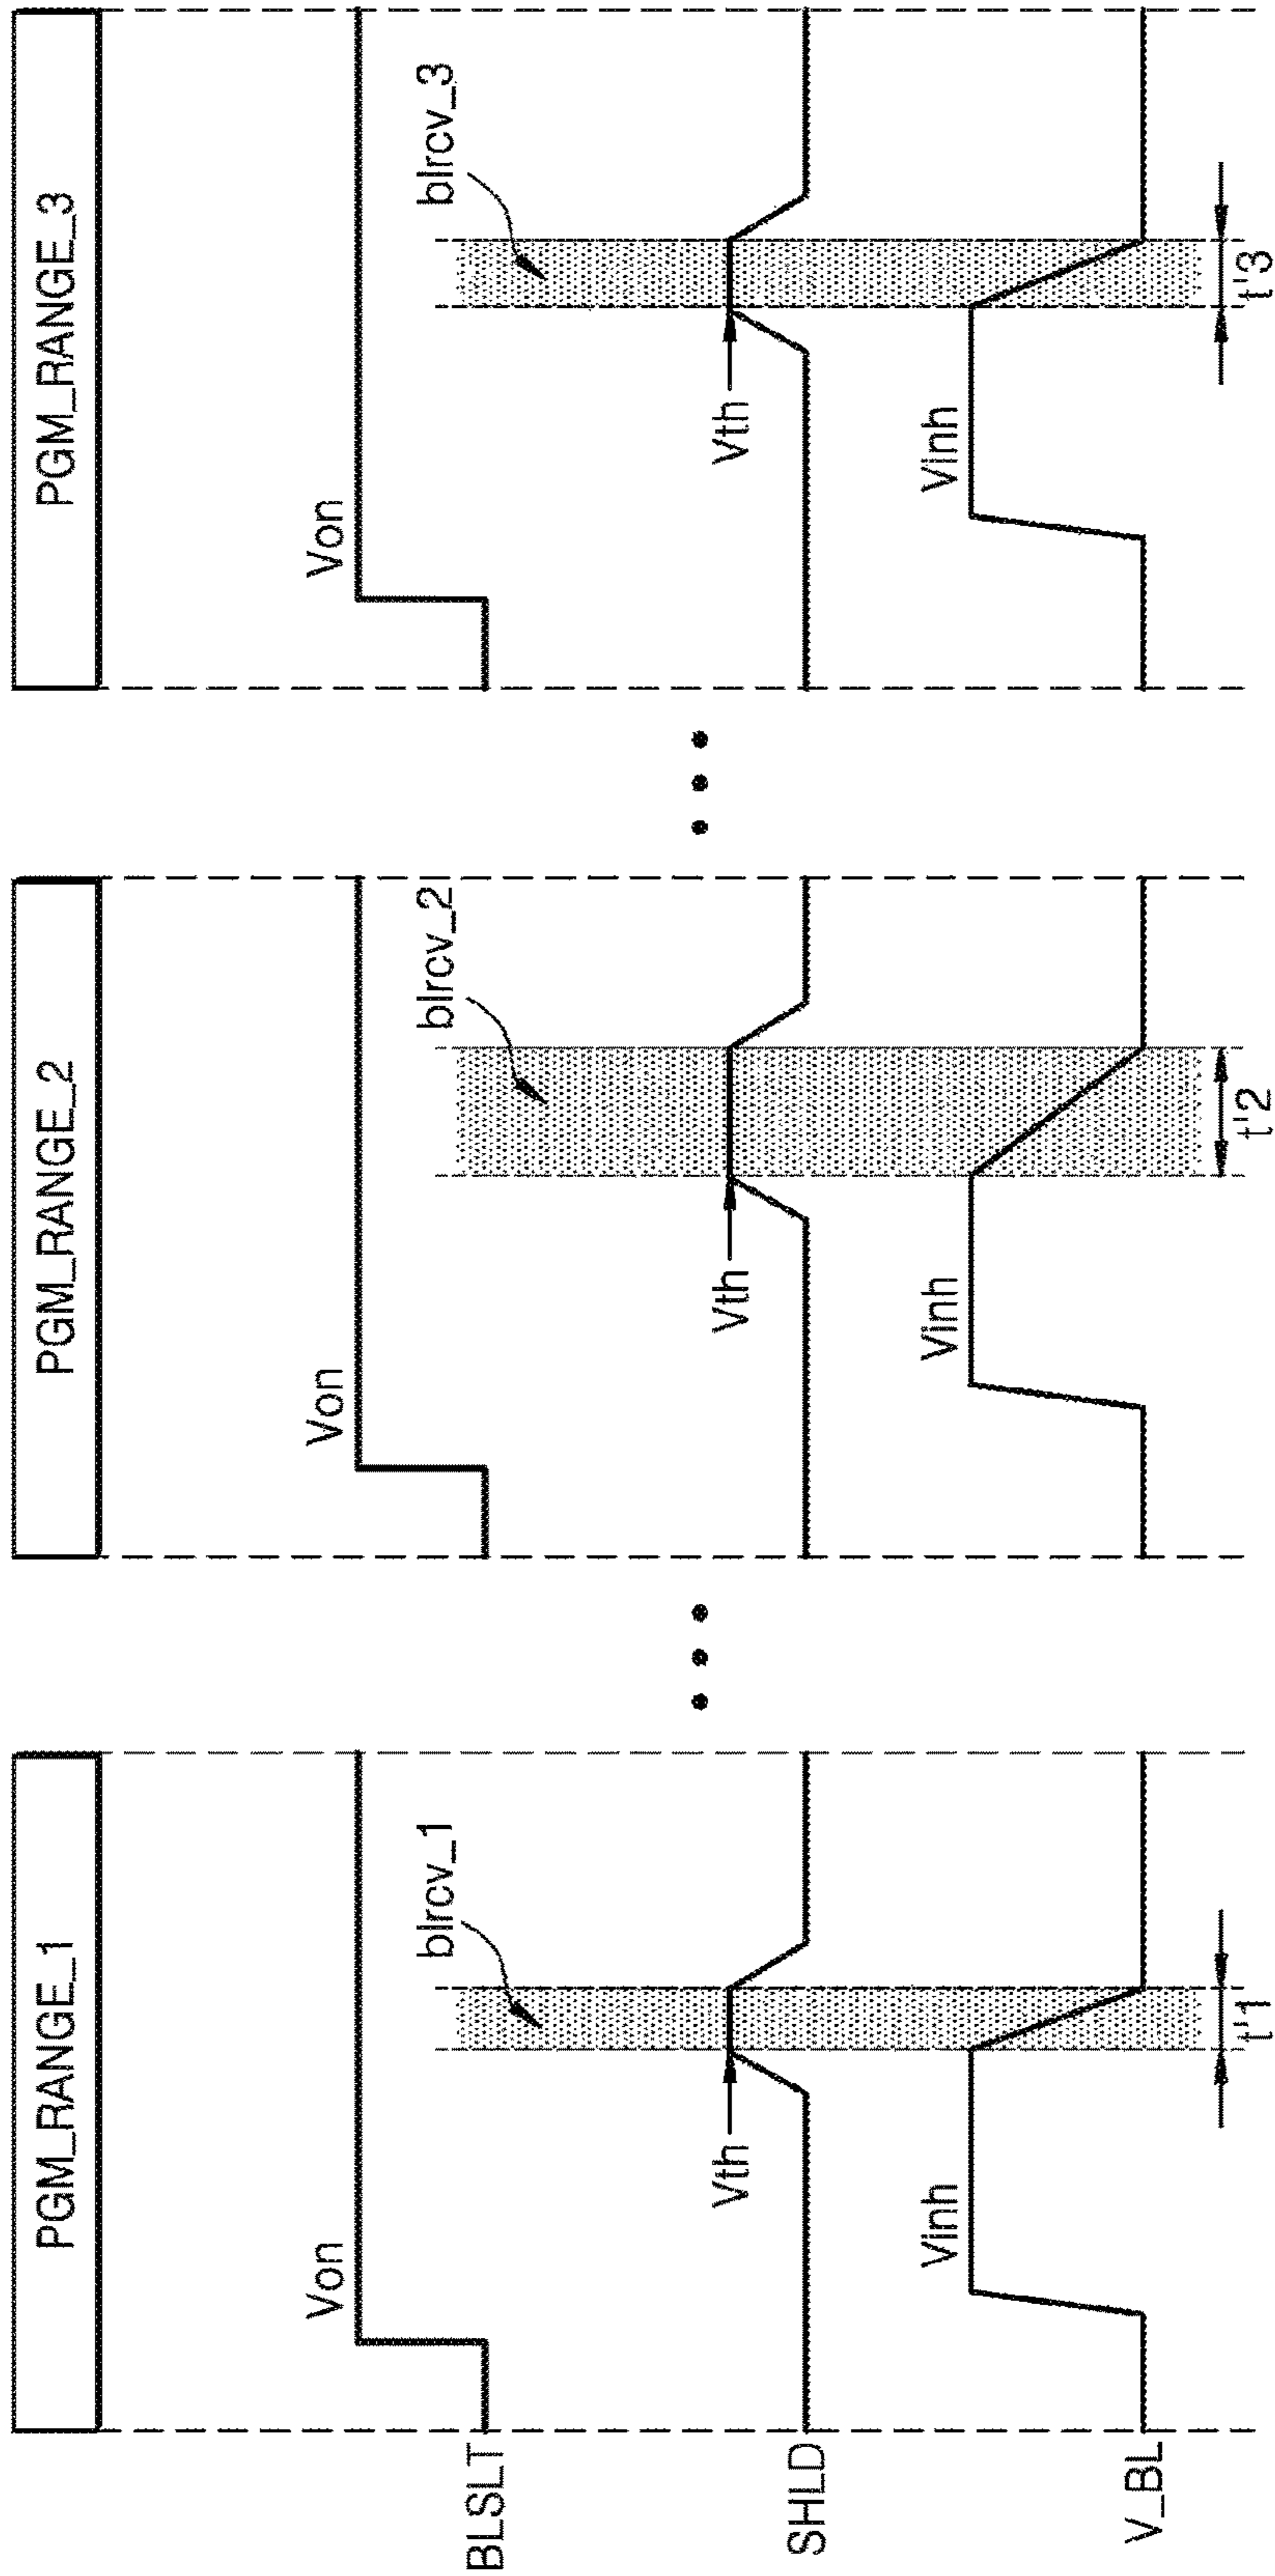 PGM_RANGE_1
PGM_RANGE_2
PGM_RANGE_3
BLSLT
Von
Von
Von
blrcv_1
blrcv_2
blrcv_3
SHLD
Vth
Vth
Vth
V_BL
Vinh
Vinh
Vinh
t'1
t'2
t'3